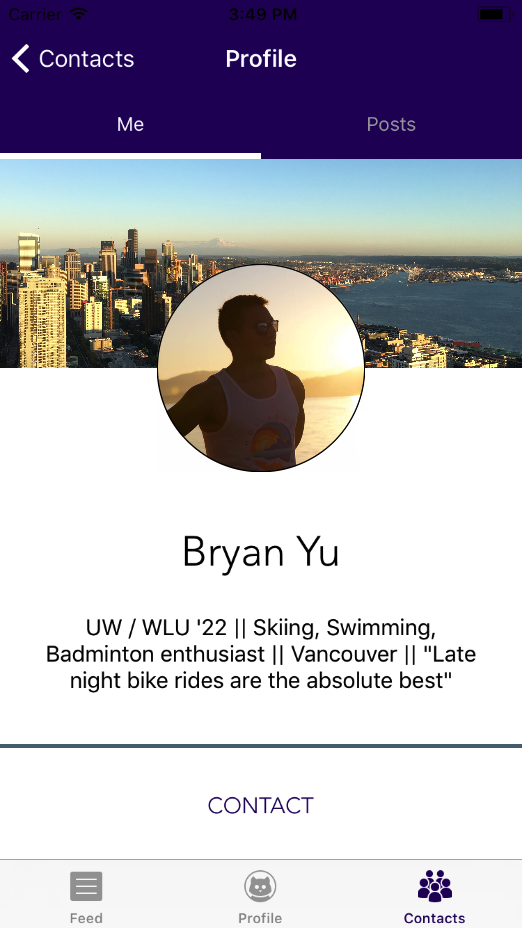 Carrier 3:49 PM
Contacts Profile
Me Posts
Bryan Yu
UW / WLU '22 || Skiing, Swimming,
Badminton enthusiast || Vancouver || "Late
night bike rides are the absolute best"
CONTACT
Feed Profile Contacts